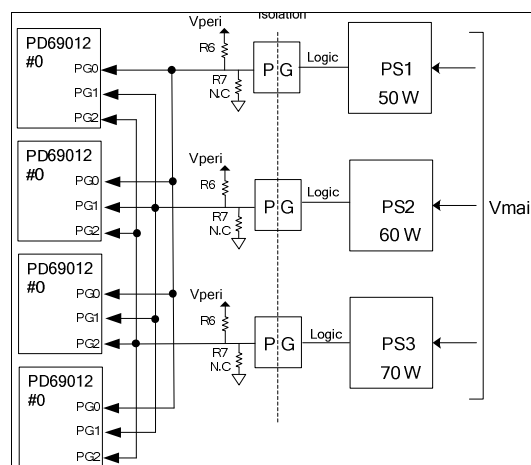 Vperi
isolation
PD69012
#0
R6
PG0
P G
Logic
PS1
PG1
R7
N.C
50 W
PG2
PD69012
#0
Vperi
R6
Logic
PG0
PG1
P G
PS2
Vmai
R7
N.C
PG2
60 W
PD69012
#0
Vperi
PG0
R6
PG1
Logic
PG2
P G
PS3
R7
N.C
70 W
PD69012
#0
PG0
PG1
PG2